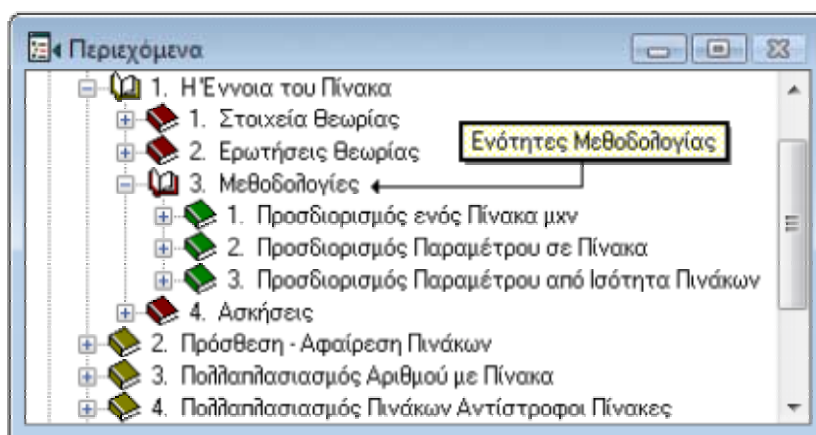 Περιεχόμενα
1. Η Έννοια του Πίνακα
1. Στοιχεία Θεωρίας
2. Ερωτήσεις Θεωρίας
Ενότητες Μεθοδολογίας
3. Μεθοδολογίες
1. Προσδιορισμός ενός Πίνακα μxν
2. Προσδιορισμός Παραμέτρου σε Πίνακα
3. Προσδιορισμός Παραμέτρου από Ισότητα Πινάκων
4. Ασκήσεις
2. Πρόσθεση - Αφαίρεση Πινάκων
3. Πολλαπλασιασμός Αριθμού με Πίνακα
4. Πολλαπλασιασμός Πινάκων Αντίστροφοι Πίνακες